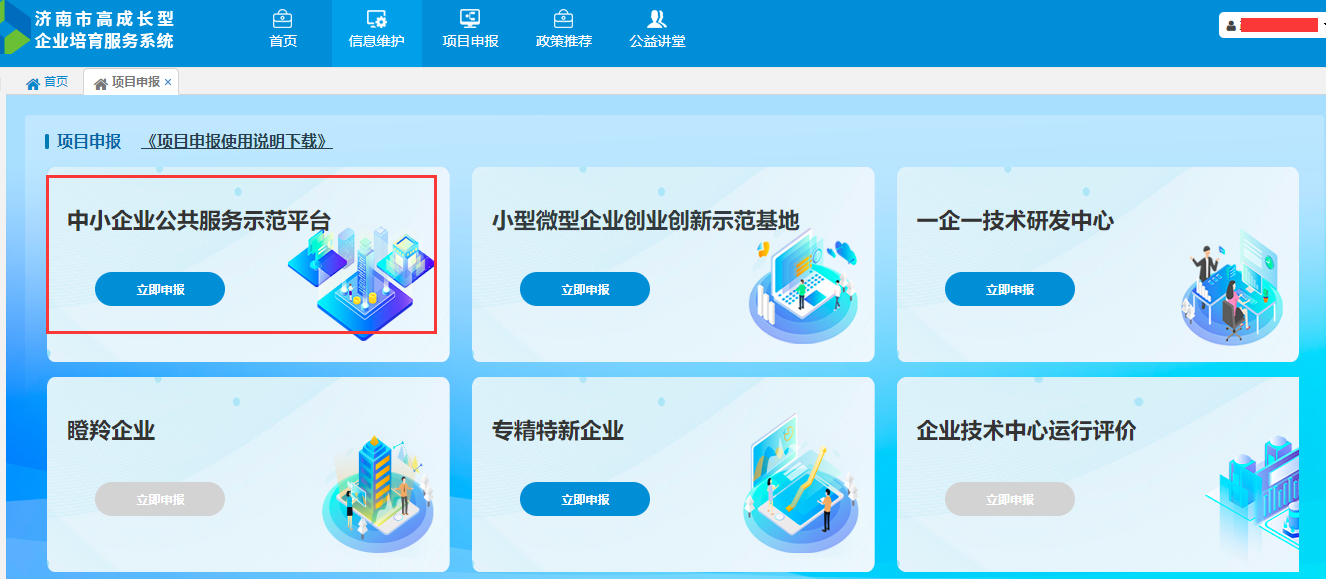 济南市高成长型
企业培育服务系统
首页
信息维护
项目申报
政策推荐
公益讲堂
首页
项目申报 ×
项目申报 《项目申报使用说明下载》
中小企业公共服务示范平台
立即申报
小型微型企业创业创新示范基地
立即申报
一企一技术研发中心
立即申报
瞪羚企业
立即申报
专精特新企业
立即申报
企业技术中心运行评价
立即申报